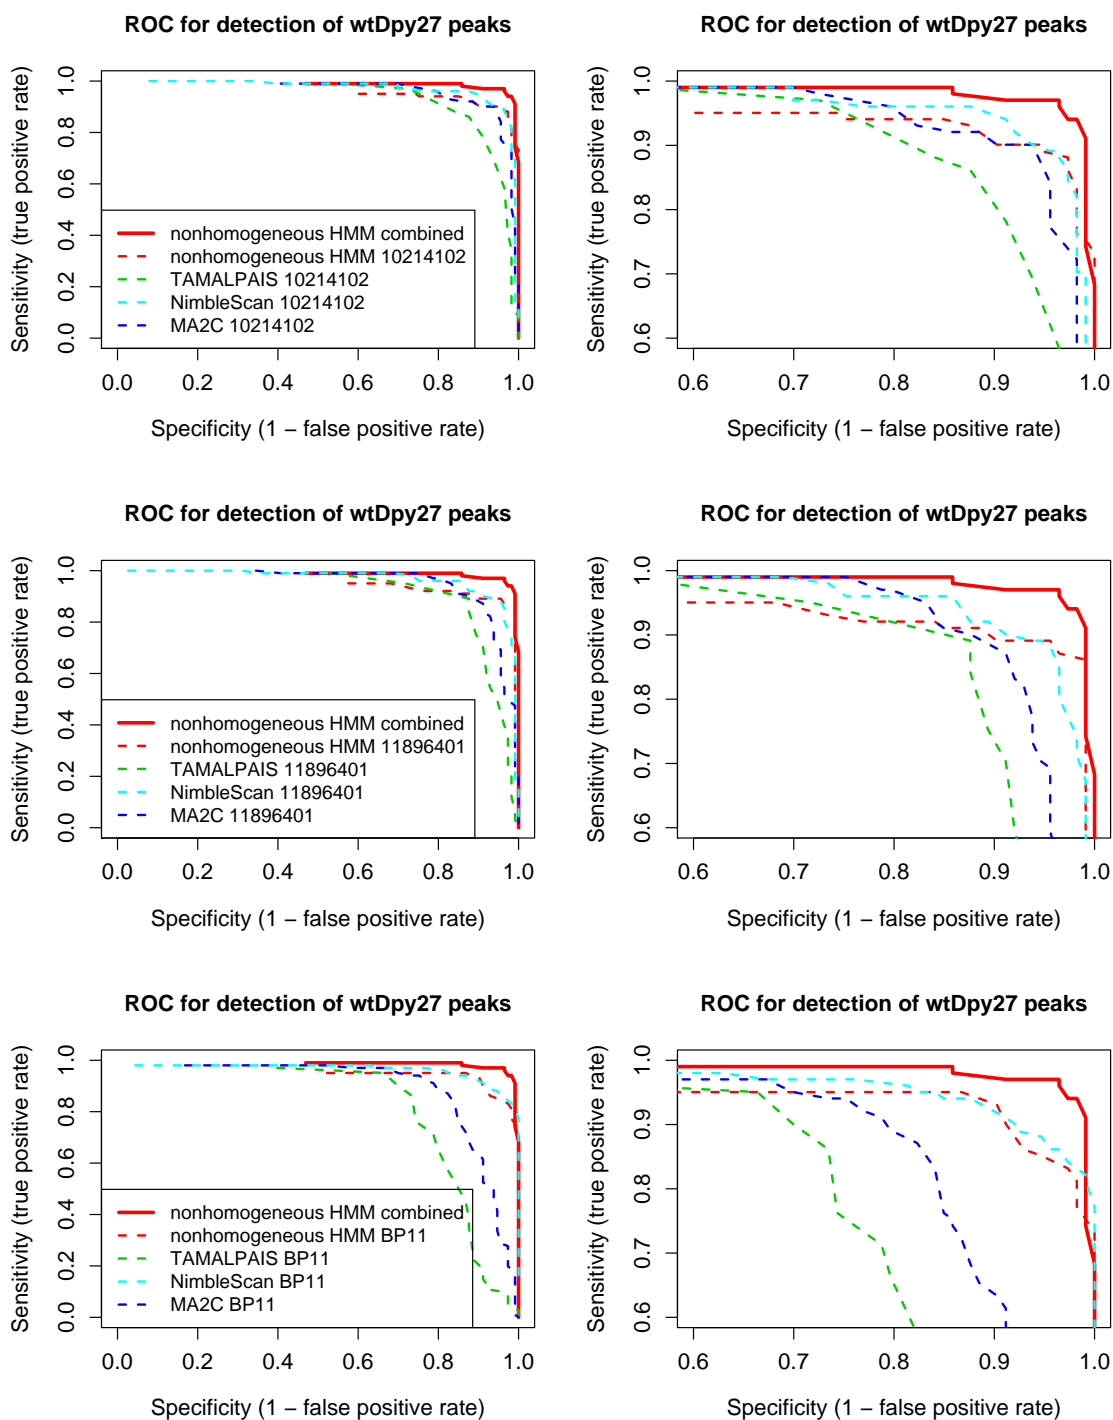 ROC for detection of wtDpy27 peaks
Sensitivity (true positive rate)
0.0 0.2 0.4 0.6 0.8 1.0
nonhomogeneous HMM combined
nonhomogeneous HMM 10214102
TAMALPAIS 10214102
NimbleScan 10214102
MA2C 10214102
0.0 0.2 0.4 0.6 0.8 1.0
Specificity (1 − false positive rate)
ROC for detection of wtDpy27 peaks
Sensitivity (true positive rate)
0.6 0.7 0.8 0.9 1.0
0.6 0.7 0.8 0.9 1.0
Specificity (1 − false positive rate)
ROC for detection of wtDpy27 peaks
Sensitivity (true positive rate)
0.0 0.2 0.4 0.6 0.8 1.0
nonhomogeneous HMM combined
nonhomogeneous HMM 11896401
TAMALPAIS 11896401
NimbleScan 11896401
MA2C 11896401
0.0 0.2 0.4 0.6 0.8 1.0
Specificity (1 − false positive rate)
ROC for detection of wtDpy27 peaks
Sensitivity (true positive rate)
0.6 0.7 0.8 0.9 1.0
0.6 0.7 0.8 0.9 1.0
Specificity (1 − false positive rate)
ROC for detection of wtDpy27 peaks
Sensitivity (true positive rate)
0.0 0.2 0.4 0.6 0.8 1.0
nonhomogeneous HMM combined
nonhomogeneous HMM BP11
TAMALPAIS BP11
NimbleScan BP11
MA2C BP11
0.0 0.2 0.4 0.6 0.8 1.0
Specificity (1 − false positive rate)
ROC for detection of wtDpy27 peaks
Sensitivity (true positive rate)
0.6 0.7 0.8 0.9 1.0
0.6 0.7 0.8 0.9 1.0
Specificity (1 − false positive rate)